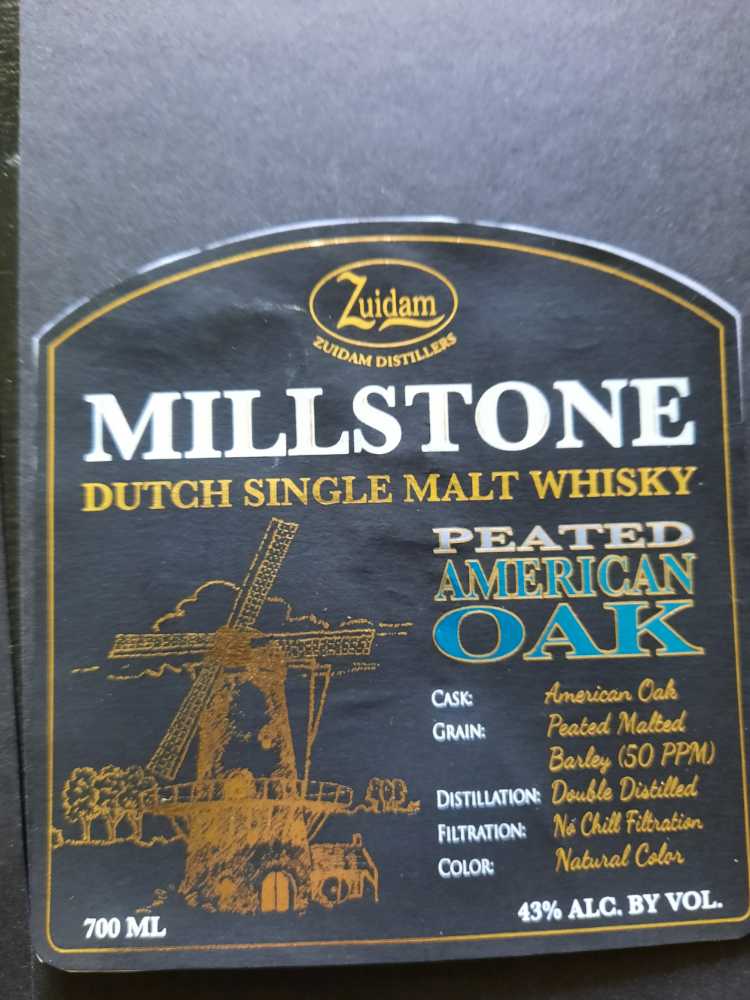 Zuidam
ZUIDAM DISTILLERS
MILLSTONE
DUTCH SINGLE MALT WHISKY
PEATED
AMERICAN
OAK
CASK: American Oak
GRAIN: Peated Malted
Barley (50 PPM)
DISTILLATION: Double Distilled
FILTRATION: No Chill Filtration
COLOR: Natural Color
700 ML
43% ALC. BY VOL.